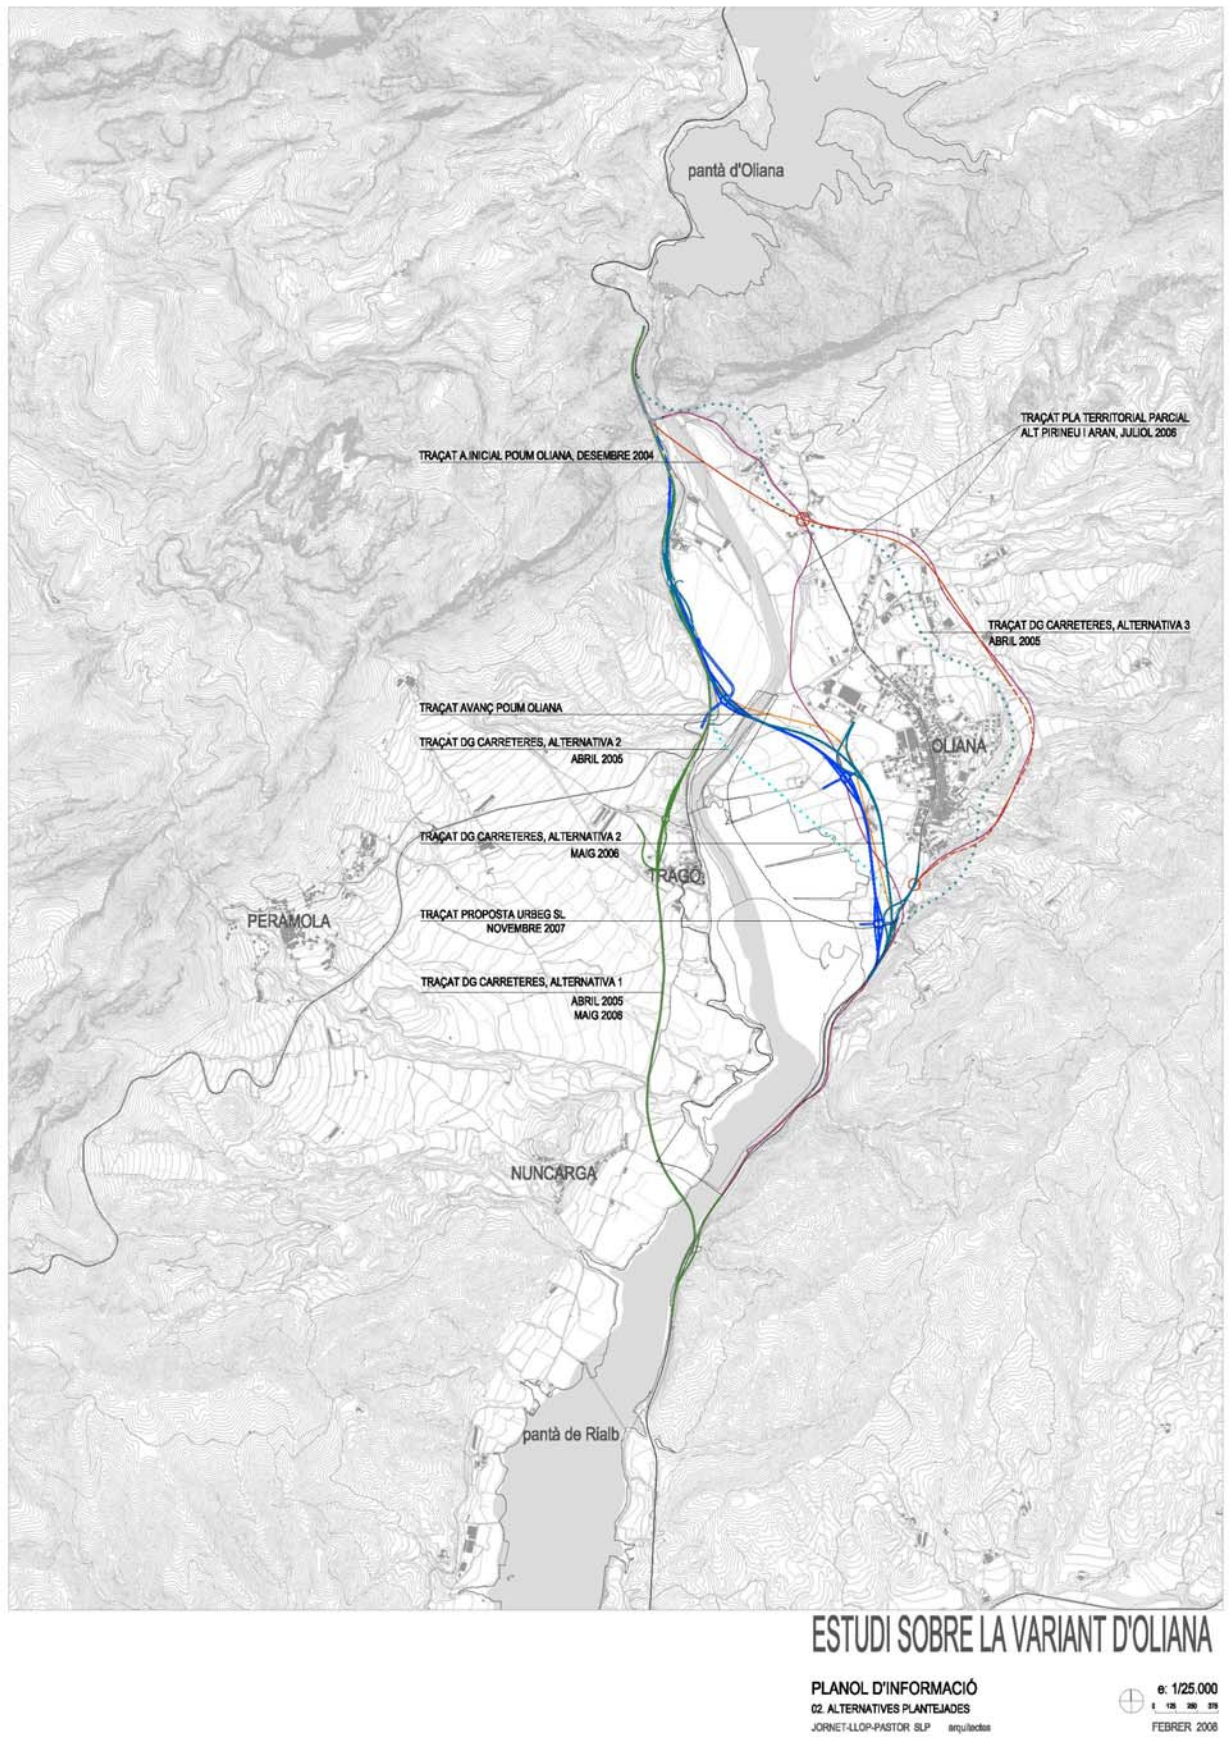 pantà d'Oliana
TRAÇAT PLA TERRITORIAL PARCIAL
ALT PIRINEU I ARAN, JULIOL 2006
TRAÇAT A.INICIAL POUM OLIANA, DESEMBRE 2004
TRAÇAT DG CARRETERES, ALTERNATIVA 3
ABRIL 2005
TRAÇAT AVANÇ POUM OLIANA
TRAÇAT DG CARRETERES, ALTERNATIVA 2
ABRIL 2005
OLIANA
TRAÇAT DG CARRETERES, ALTERNATIVA 2
MAIG 2006
TRAGÓ
PERAMOLA
TRAÇAT PROPOSTA URBEG SL
NOVEMBRE 2007
TRAÇAT DG CARRETERES, ALTERNATIVA 1
ABRIL 2005
MAIG 2006
NUNCARGA
pantà de Rialb
ESTUDI SOBRE LA VARIANT D'OLIANA
PLANOL D'INFORMACIÓ
02. ALTERNATIVES PLANTEJADES
JORNET-LLOP-PASTOR SLP arquitectes
e: 1/25.000
0 125 250 375
FEBRER 2008